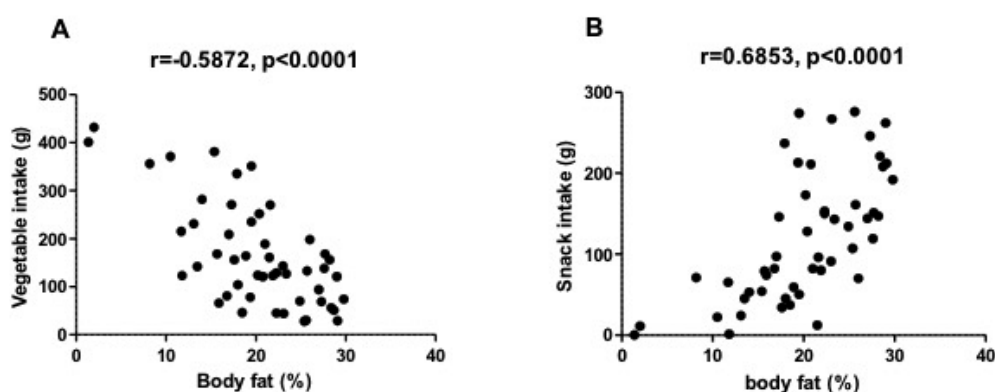 A
r=-0.5872, p<0.0001
500
400
300
200
100
0
Vegetable intake (g)
0 10 20 30 40
Body fat (%)
B
r=0.6853, p<0.0001
300
200
100
0
Snack intake (g)
0 10 20 30 40
body fat (%)